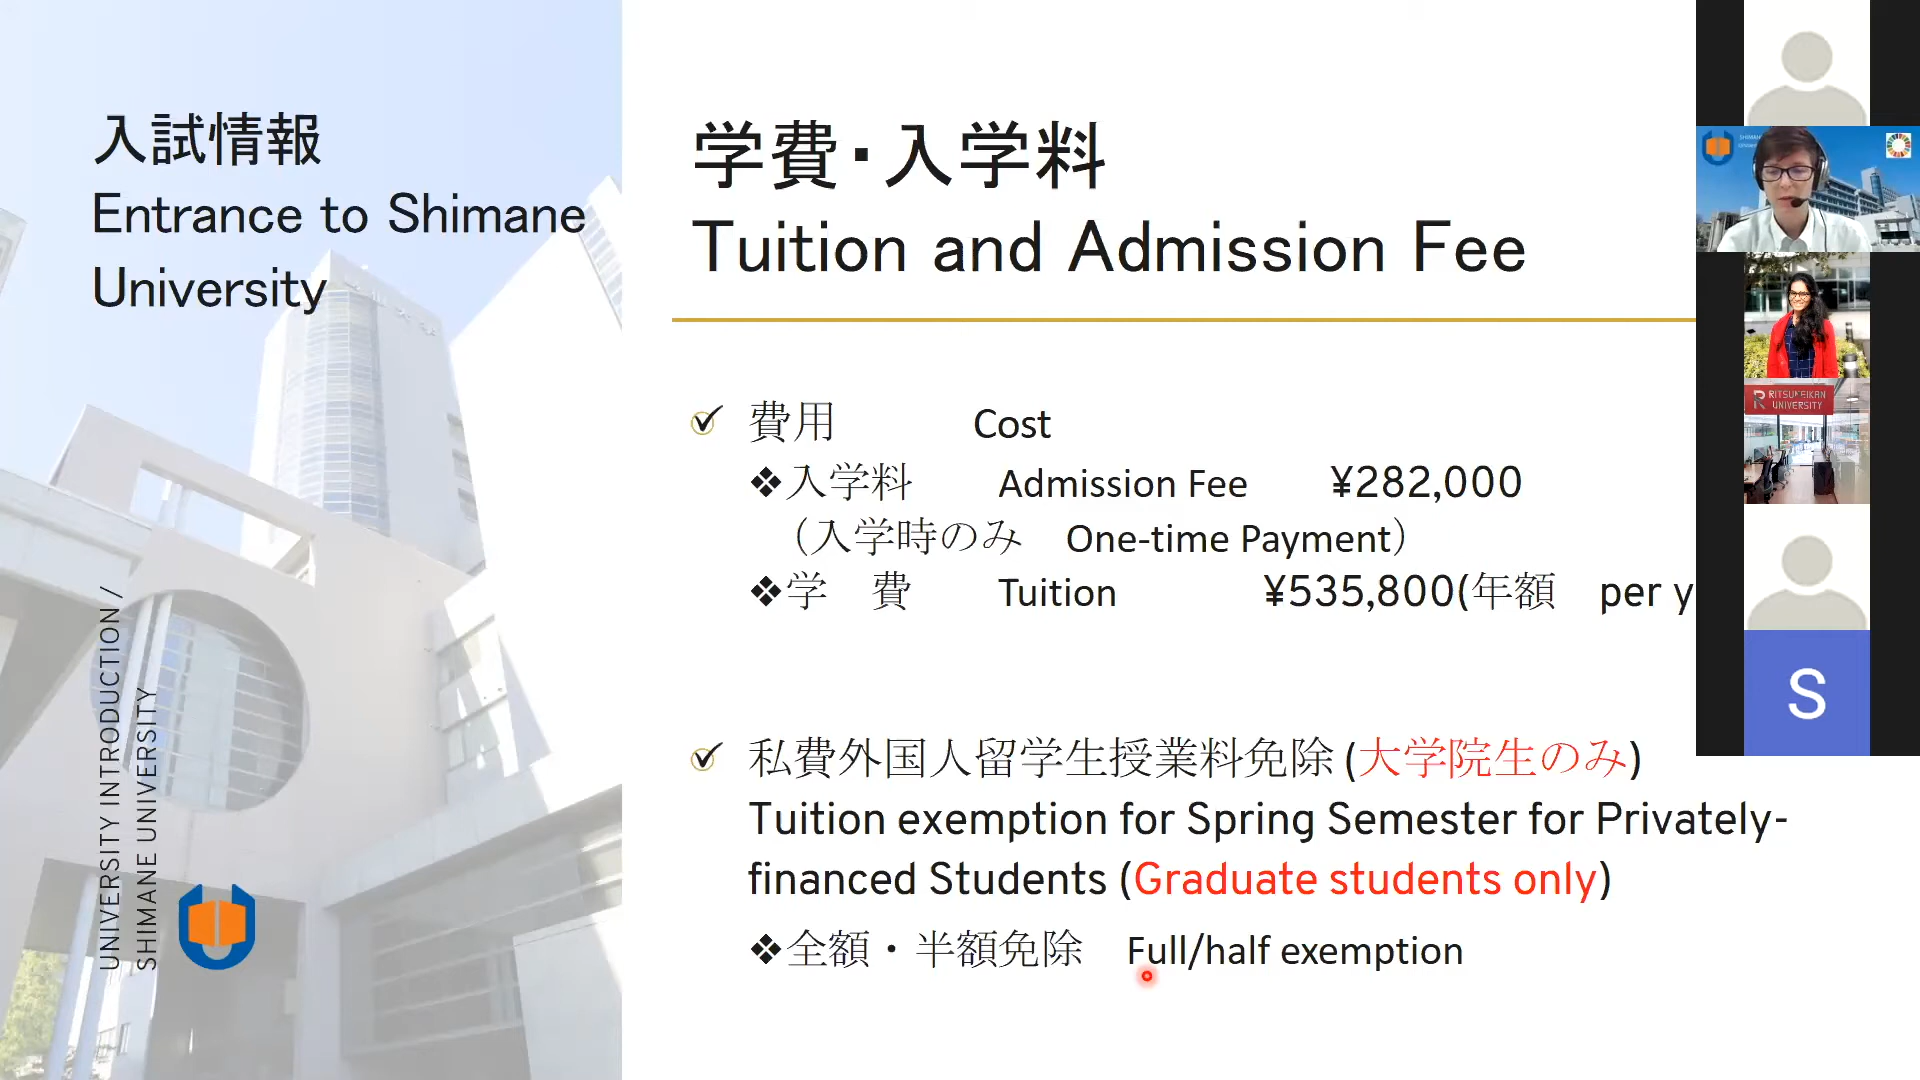 入試情報
Entrance to Shimane
University
UNIVERSITY INTRODUCTION /
SHIMANE UNIVERSITY
学費・入学料
Tuition and Admission Fee
費用 Cost
❖入学料 Admission Fee ¥282,000
（入学時のみ One-time Payment）
❖学 費 Tuition ¥535,800(年額 per y
私費外国人留学生授業料免除 (大学院生のみ)
Tuition exemption for Spring Semester for Privately-
financed Students (Graduate students only)
❖全額・半額免除 Full/half exemption
RITSUMEIKAN
UNIVERSITY
S